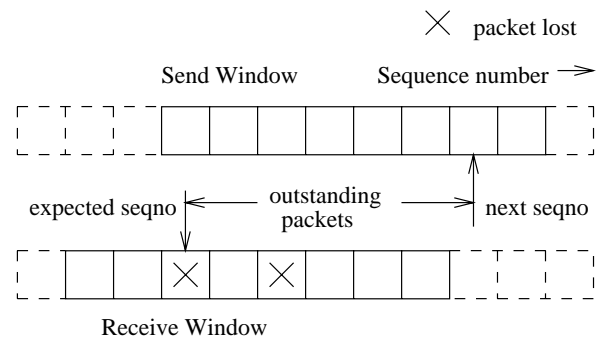 packet lost
Send Window
Sequence number
expected seqno
outstanding
packets
next seqno
Receive Window